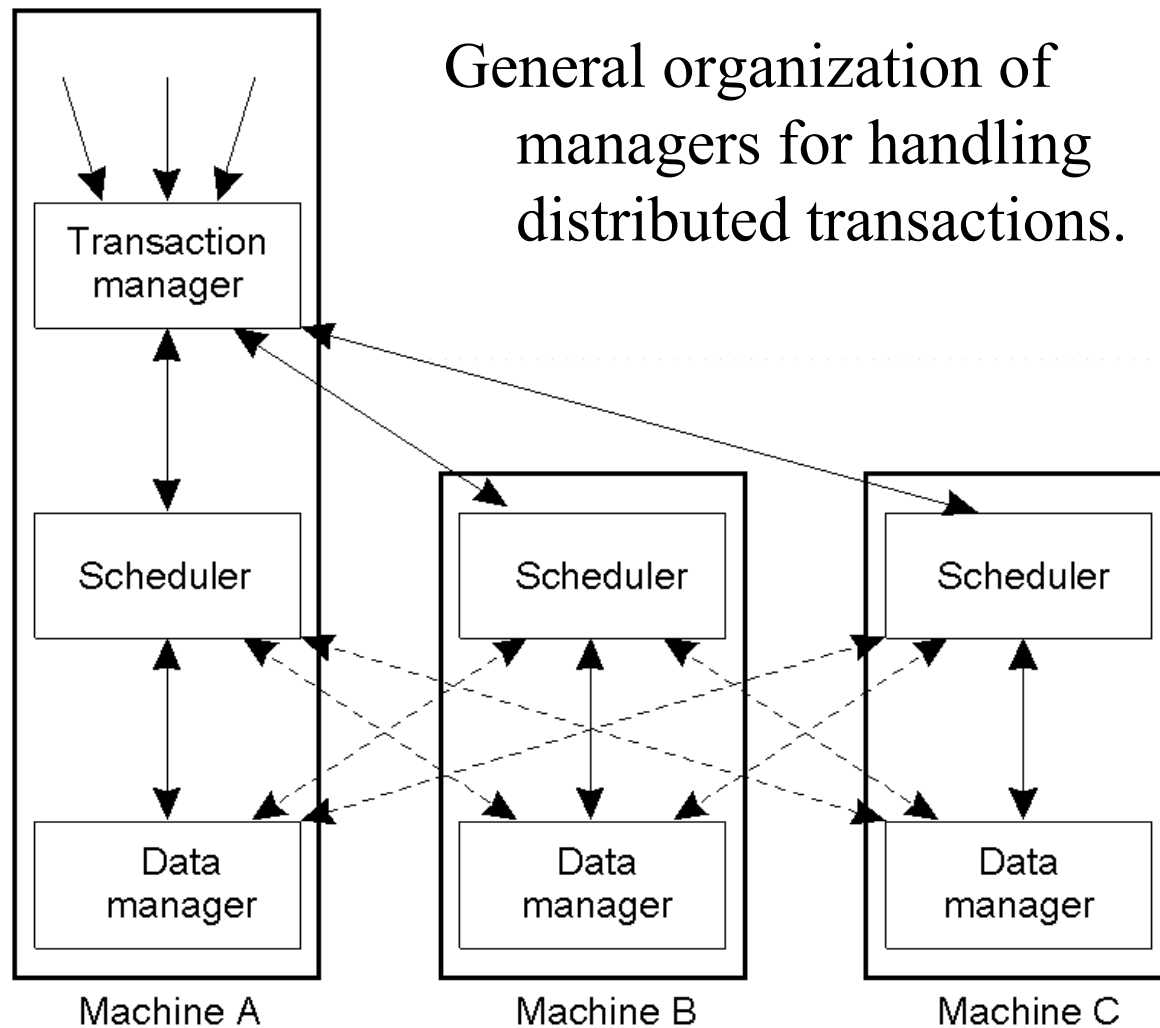 General organization of
managers for handling
distributed transactions.
Transaction
manager
Scheduler
Scheduler
Scheduler
Data
manager
Data
manager
Data
manager
Machine A
Machine B
Machine C